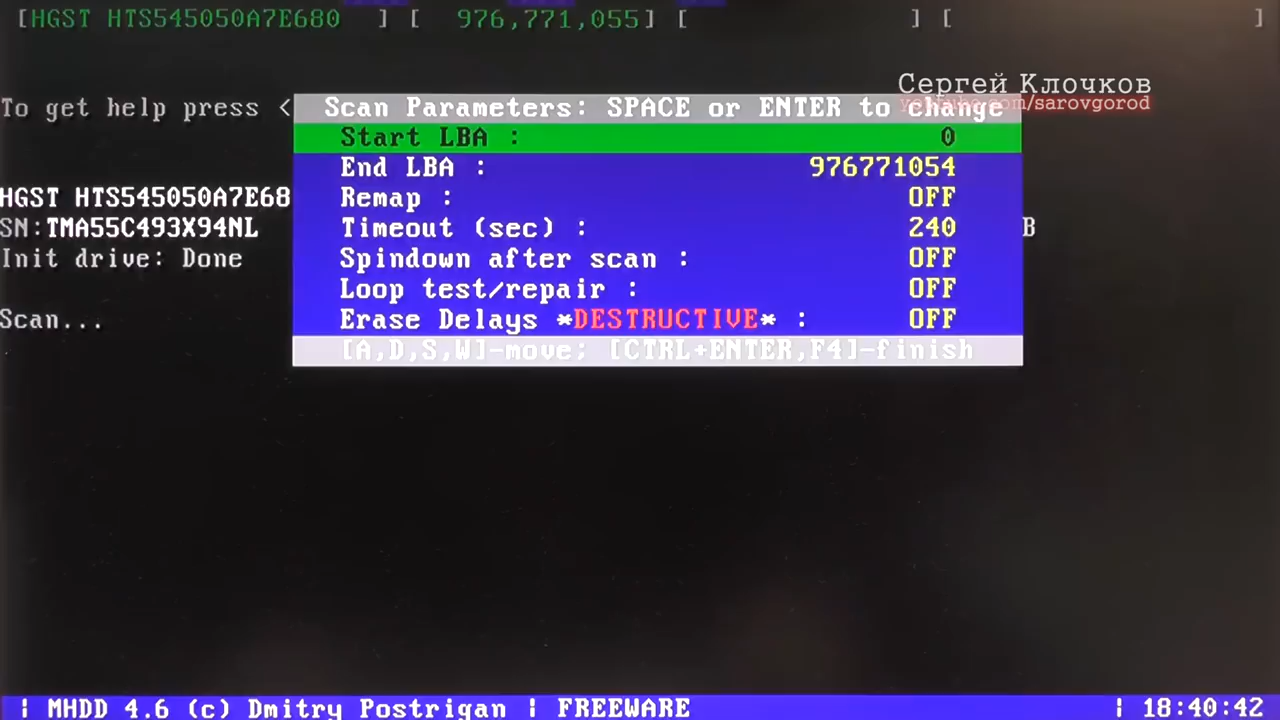 [HGST HTS545050A7E680 ] [ 976,771,055] [ ] [ ]
Сергей Клочков
youtube.com/sarovgorod
To get help press <
Scan Parameters: SPACE or ENTER to change
Start LBA : 0
End LBA : 976771054
HGST HTS545050A7E68
Remap : OFF
SN:TMA55C493X94NL
Timeout (sec) : 240
B
Init drive: Done
Spindown after scan : OFF
Loop test/repair : OFF
Scan...
Erase Delays *DESTRUCTIVE* : OFF
[A,D,S,W]-move; [CTRL+ENTER,F4]-finish
¦ MHDD 4.6 (c) Dmitry Postrigan ¦ FREEWARE ¦ 18:40:42